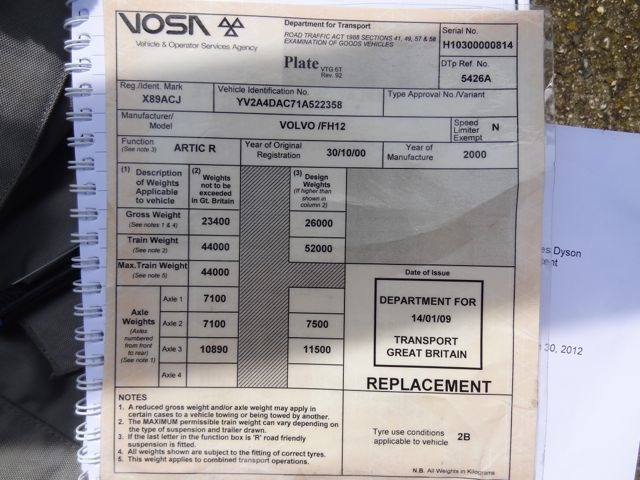 VOSA
Vehicle & Operator Services Agency
Department for Transport
ROAD TRAFFIC ACT 1988 SECTIONS 41, 49, 57 & 58
EXAMINATION OF GOODS VEHICLES
Plate VTG 6T
Rev. 92
Serial No.
H10300000814
DTp Ref. No.
5426A
Reg./Ident. Mark
X89ACJ
Vehicle Identification No.
YV2A4DAC71A522358
Type Approval No./Variant
Manufacturer/
Model
VOLVO /FH12
Speed
Limiter
Exempt
N
Function
(See note 3)
ARTIC R
Year of Original
Registration
30/10/00
Year of
Manufacture
2000
(1) Description
of Weights
Applicable
to vehicle
(2)
Weights
not to be
exceeded
in Gt. Britain
(3)
Design
Weights
(if higher than
shown in
column 2)
Gross Weight
(See notes 1 & 4)
23400
26000
Train Weight
(See note 2)
44000
52000
Max.Train Weight
(See note 5)
44000
Axle
Weights
(Axles
numbered
from front
to rear)
(See note 1)
Axle 1
7100
Axle 2
7100
7500
Axle 3
10890
11500
Axle 4
Date of Issue
DEPARTMENT FOR
14/01/09
TRANSPORT
GREAT BRITAIN
REPLACEMENT
NOTES
1. A reduced gross weight and/or axle weight may apply in
certain cases to a vehicle towing or being towed by another.
2. The MAXIMUM permissible train weight can vary depending on
the type of suspension and trailer drawn.
3. If the last letter in the function box is 'R' road friendly
suspension is fitted.
4. All weights shown are subject to the fitting of correct tyres.
5. This weight applies to combined transport operations.
Tyre use conditions
applicable to vehicle
2B
N.B. All Weights in Kilograms
Dyson
30, 2012